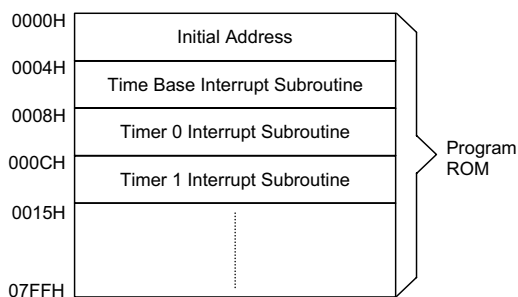 0000H
Initial Address
0004H
Time Base Interrupt Subroutine
0008H
Timer 0 Interrupt Subroutine
000CH
Timer 1 Interrupt Subroutine
0015H
07FFH
Program
ROM